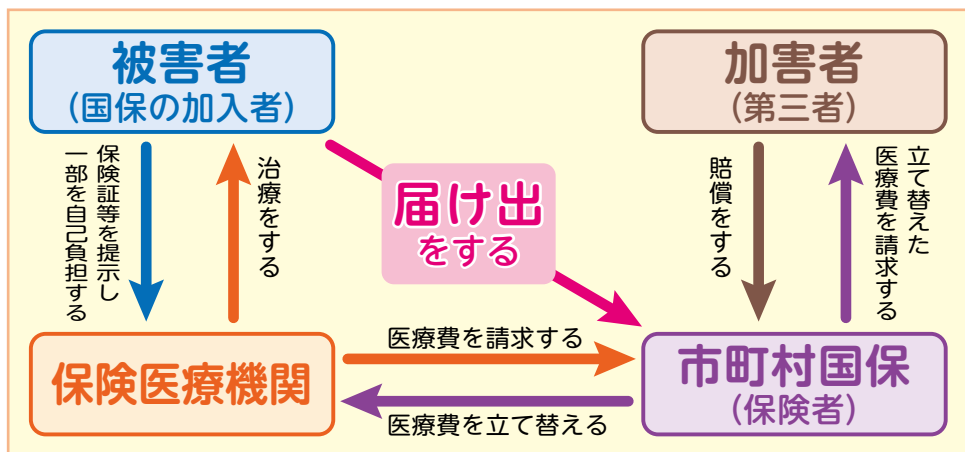 被害者
(国保の加入者)
加害者
(第三者)
保険証等を提示し
一部を自己負担する
治療をする
届け出
をする
賠償をする
立て替えた
医療費を請求する
保険医療機関
医療費を請求する
医療費を立て替える
市町村国保
(保険者)